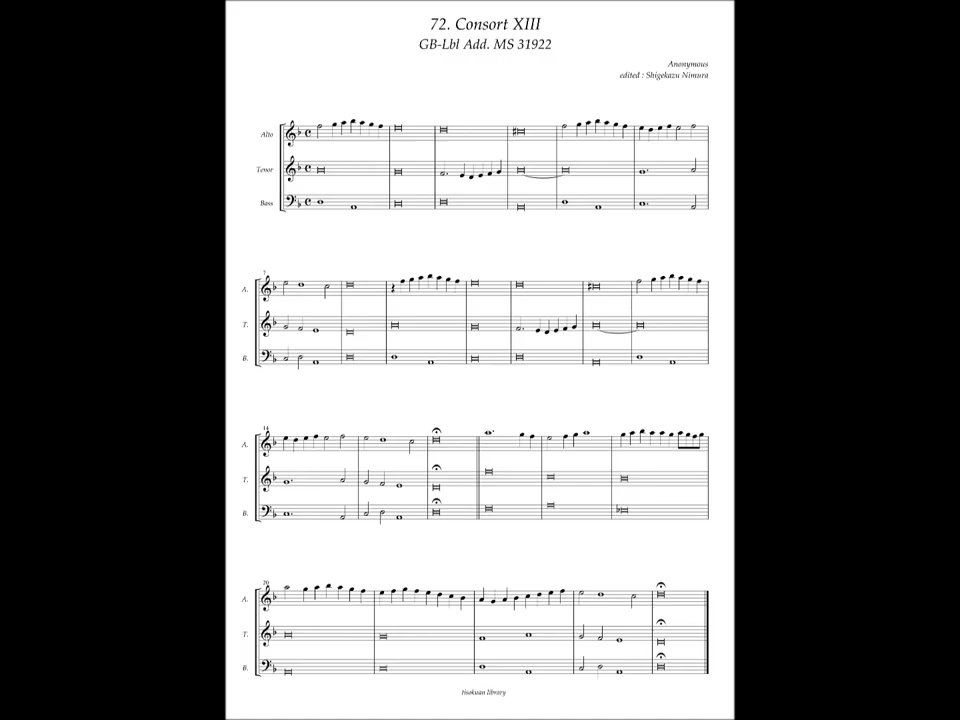 72. Consort XIII
GB-Lbl Add. MS 31922
Anonymous
edited : Shigekazu Nimura
Alto
Tenor
Bass
7
A.
T.
B.
14
A.
T.
B.
20
A.
T.
B.
tisokuan library